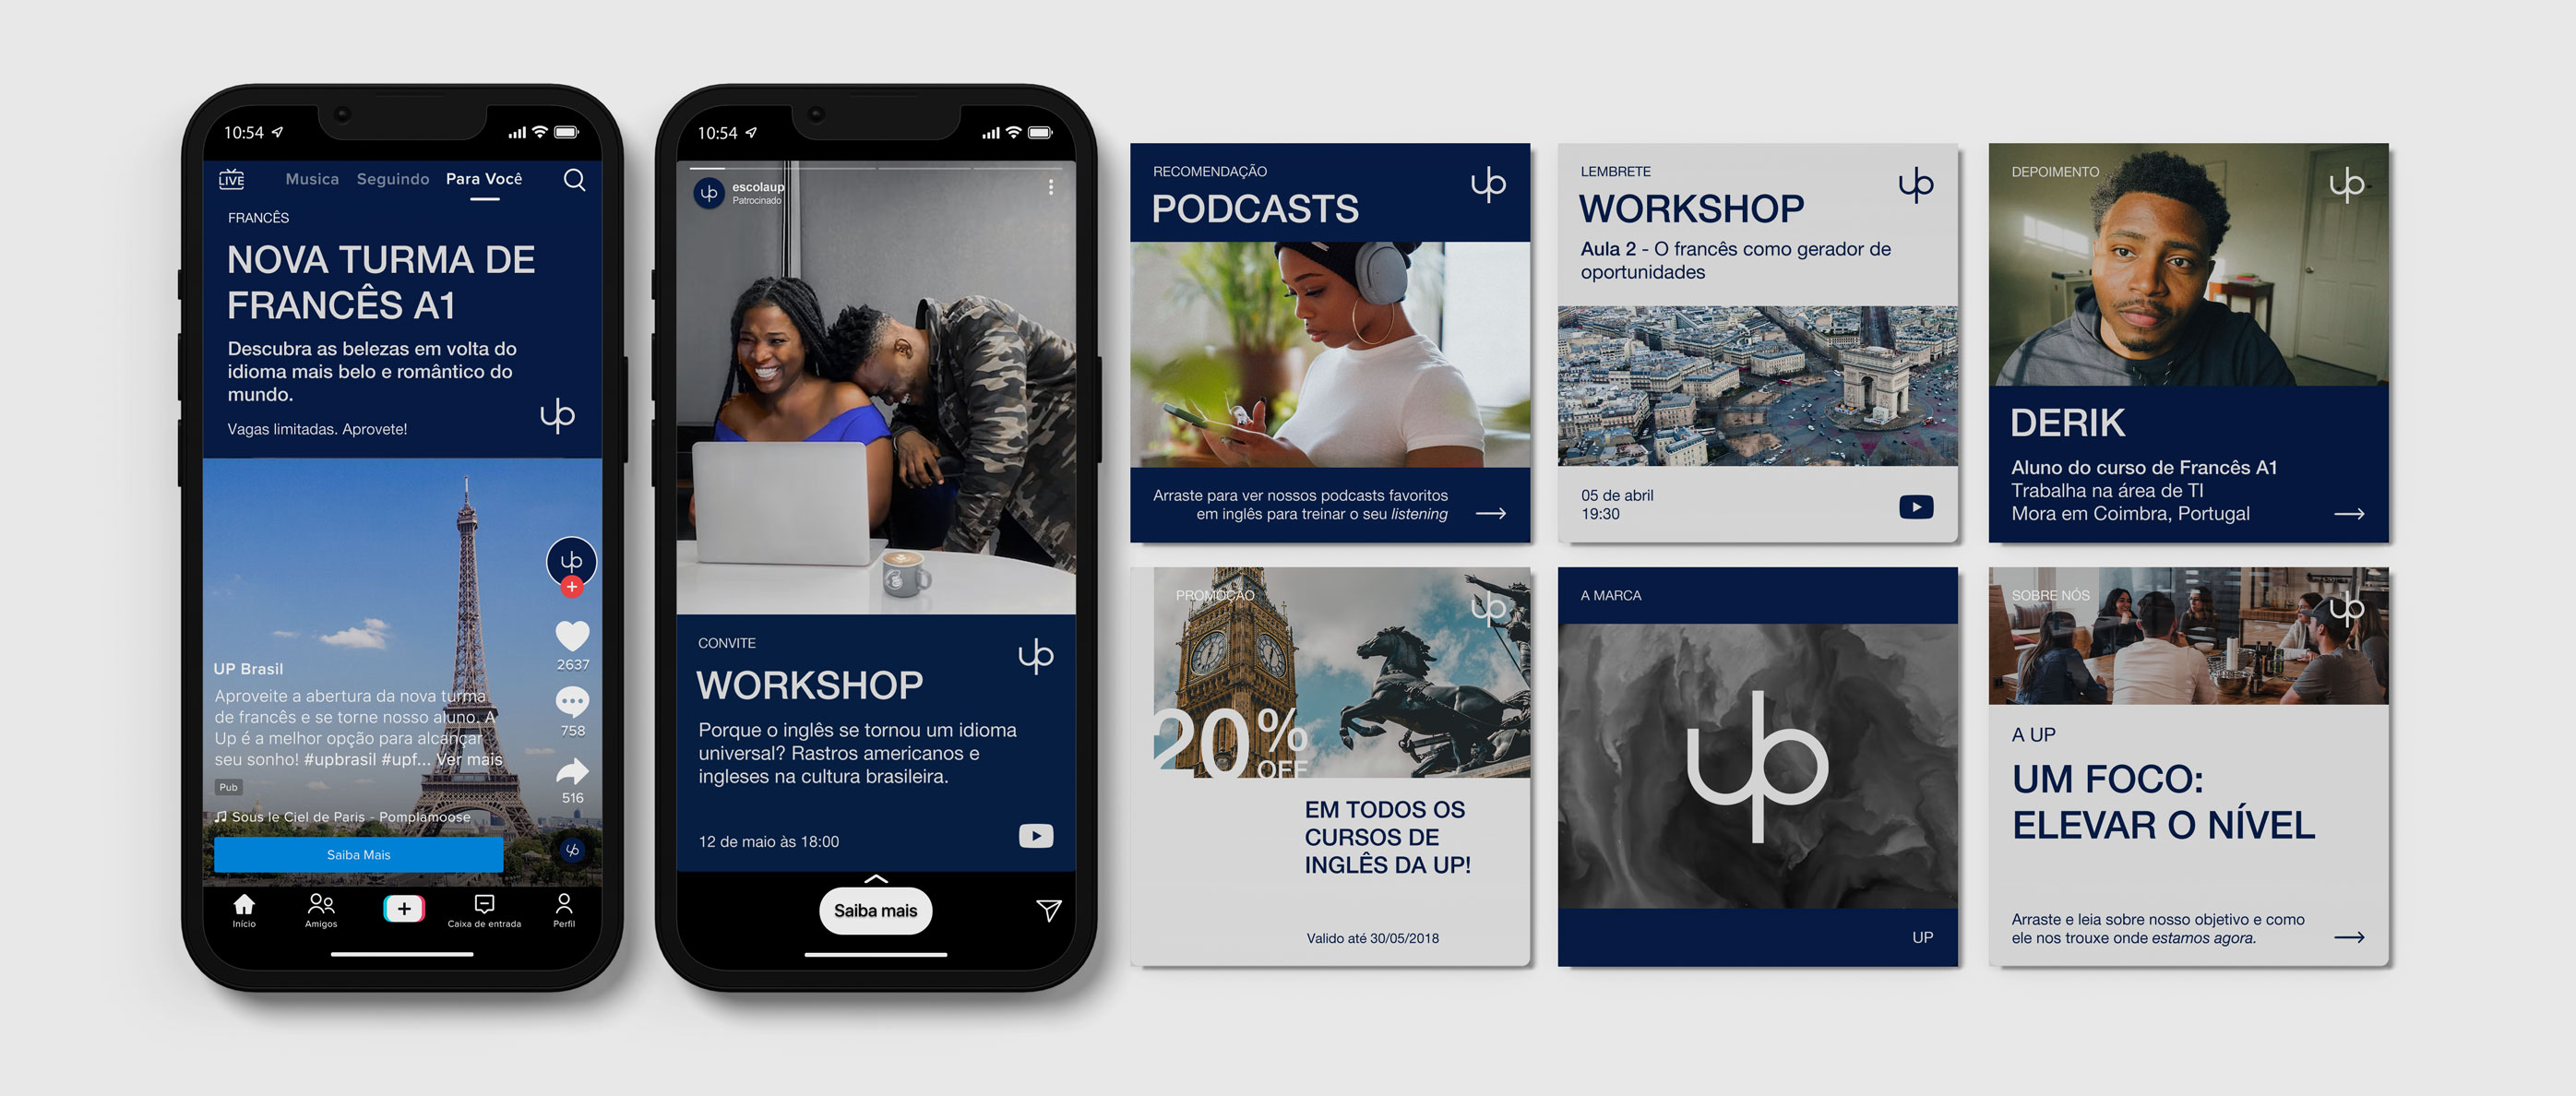 10:54
LIVE
Musica Seguindo Para Você
FRANCÊS
NOVA TURMA DE
FRANCÊS A1
Descubra as belezas em volta do
idioma mais belo e romântico do
mundo.
Vagas limitadas. Aprovete!
up
up
2637
758
516
UP Brasil
Aproveite a abertura da nova turma
de francês e se torne nosso aluno. A
Up é a melhor opção para alcançar
seu sonho! #upbrasil #upf... Ver mais
Pub
Sous le Ciel de Paris - Pomplamoose
Saiba Mais
up
Início
Amigos
Caixa de entrada
Perfil
10:54
up
escolaup
Patrocinado
CONVITE
up
WORKSHOP
Porque o inglês se tornou um idioma
universal? Rastros americanos e
ingleses na cultura brasileira.
12 de maio às 18:00
Saiba mais
RECOMENDAÇÃO
up
PODCASTS
Arraste para ver nossos podcasts favoritos
em inglês para treinar o seu listening
LEMBRETE
up
WORKSHOP
Aula 2 - O francês como gerador de
oportunidades
05 de abril
19:30
DEPOIMENTO
up
DERIK
Aluno do curso de Francês A1
Trabalha na área de TI
Mora em Coimbra, Portugal
PROMOÇÃO
up
20%
OFF
EM TODOS OS
CURSOS DE
INGLÊS DA UP!
Valido até 30/05/2018
A MARCA
up
UP
SOBRE NÓS
up
A UP
UM FOCO:
ELEVAR O NÍVEL
Arraste e leia sobre nosso objetivo e como
ele nos trouxe onde estamos agora.